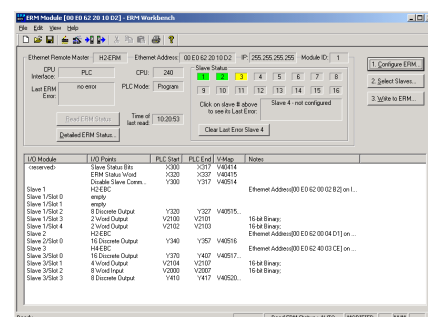 ERM Module [00 E0 62 20 10 D2] - ERM Workbench
File Edit View Help
Ethernet Remote Master H2-ERM Ethernet Address: 00 E0 62 20 10 D2 IP: 255.255.255.255 Module ID: 1
CPU Interface: PLC CPU: 240
Last ERM Error: no error PLC Mode: Program
Read ERM Status Time of last read: 10:20:53
Detailed ERM Status...
Slave Status
1 2 3 4 5 6 7 8
9 10 11 12 13 14 15 16
Click on slave # above to see its Last Error: Slave 4 - not configured
Clear Last Error Slave 4
1. Configure ERM...
2. Select Slaves...
3. Write to ERM...
I/O Module I/O Points PLC Start PLC End V-Map Notes
<reserved> Slave Status Bits X300 X317 V40414
ERM Status Word X320 X337 V40415
Disable Slave Comm... Y300 Y317 V40514
Slave 1 H2-EBC Ethernet Address[00 E0 62 00 02 B2] on I...
Slave 1/Slot 0 empty
Slave 1/Slot 1 empty
Slave 1/Slot 2 8 Discrete Output Y320 Y327 V40515...
Slave 1/Slot 3 2 Word Output V2100 V2101 16-bit Binary;
Slave 1/Slot 4 2 Word Output V2102 V2103 16-bit Binary;
Slave 2 H2-EBC Ethernet Address[00 E0 62 00 04 D1] on ...
Slave 2/Slot 0 16 Discrete Output Y340 Y357 V40516
Slave 3 H4-EBC Ethernet Address[00 E0 62 40 03 CE] on ...
Slave 3/Slot 0 16 Discrete Output Y370 Y407 V40517...
Slave 3/Slot 1 4 Word Output V2104 V2107 16-bit Binary;
Slave 3/Slot 2 8 Word Input V2000 V2007 16-bit Binary;
Slave 3/Slot 3 8 Discrete Output Y410 Y417 V40520...